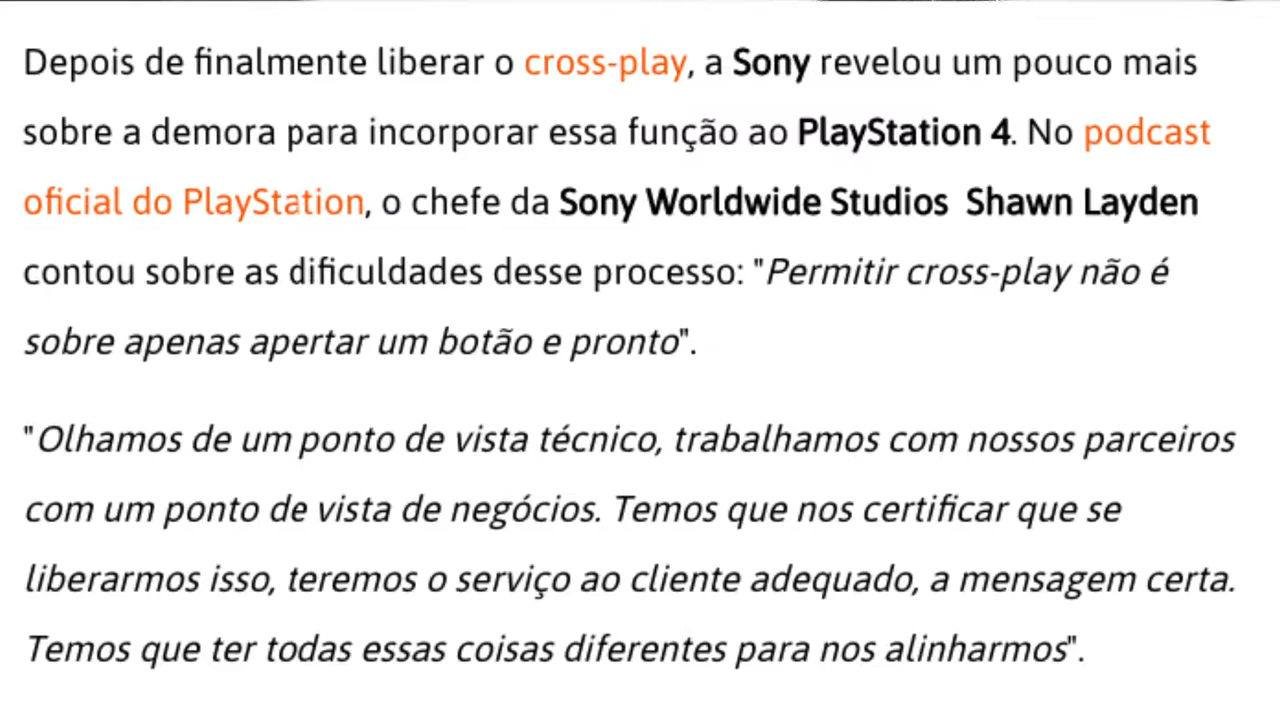 Depois de finalmente liberar o cross-play, a Sony revelou um pouco mais
sobre a demora para incorporar essa função ao PlayStation 4. No podcast
oficial do PlayStation, o chefe da Sony Worldwide Studios  Shawn Layden
contou sobre as dificuldades desse processo: "Permitir cross-play não é
sobre apenas apertar um botão e pronto".
"Olhamos de um ponto de vista técnico, trabalhamos com nossos parceiros
com um ponto de vista de negócios. Temos que nos certificar que se
liberarmos isso, teremos o serviço ao cliente adequado, a mensagem certa.
Temos que ter todas essas coisas diferentes para nos alinharmos".